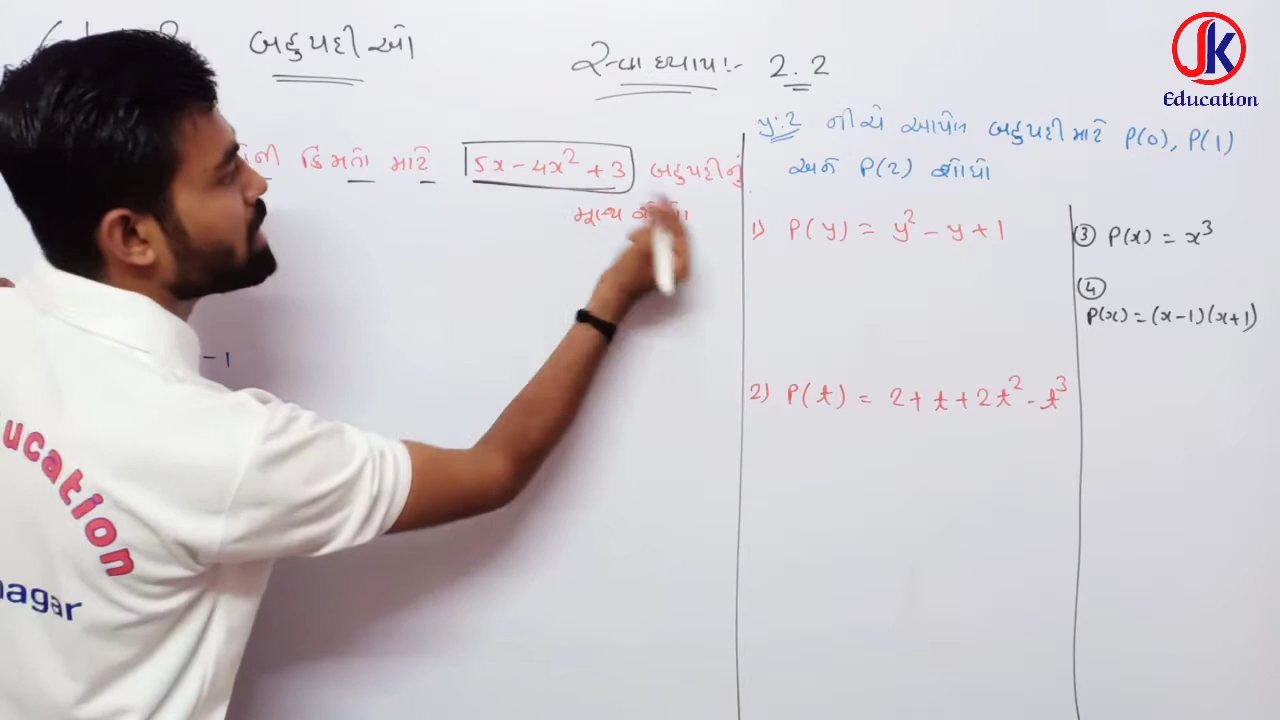 બહુપદીઓ
સ્વાધ્યાય:- 2.2
કિંમતો માટે 5x - 4x² + 3 બહુપદીનું
મૂલ્ય
-1
પ્ર:2 નીચે આપેલ બહુપદી માટે P(0), P(1)
અને P(2) શોધો
1) P(y) = y² - y + 1
2) P(t) = 2 + t + 2t² - t³
③ P(x) = x³
④
P(x) = (x-1)(x+1)
JK
Education
ucation
nagar